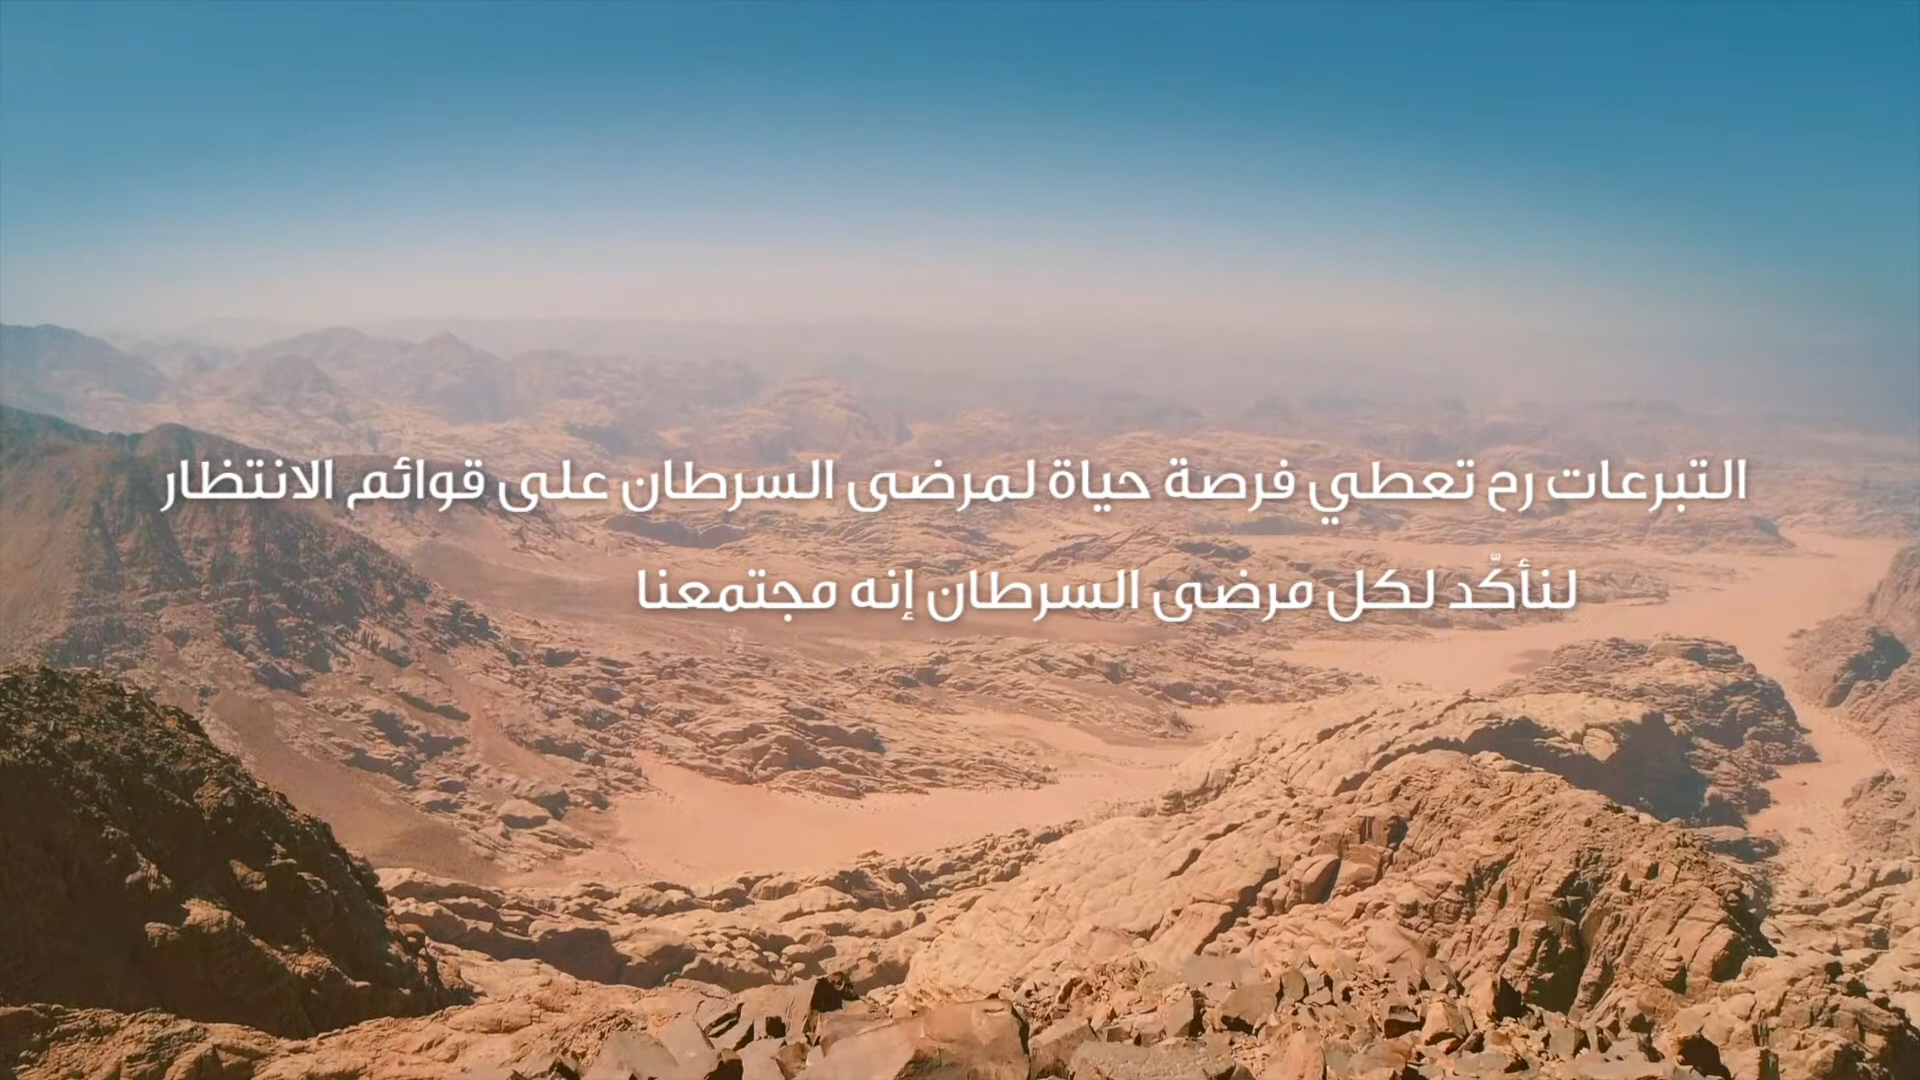 التبرعات رح تعطي فرصة حياة لمرضى السرطان على قوائم الانتظار
لنأكّد لكل مرضى السرطان إنه مجتمعنا